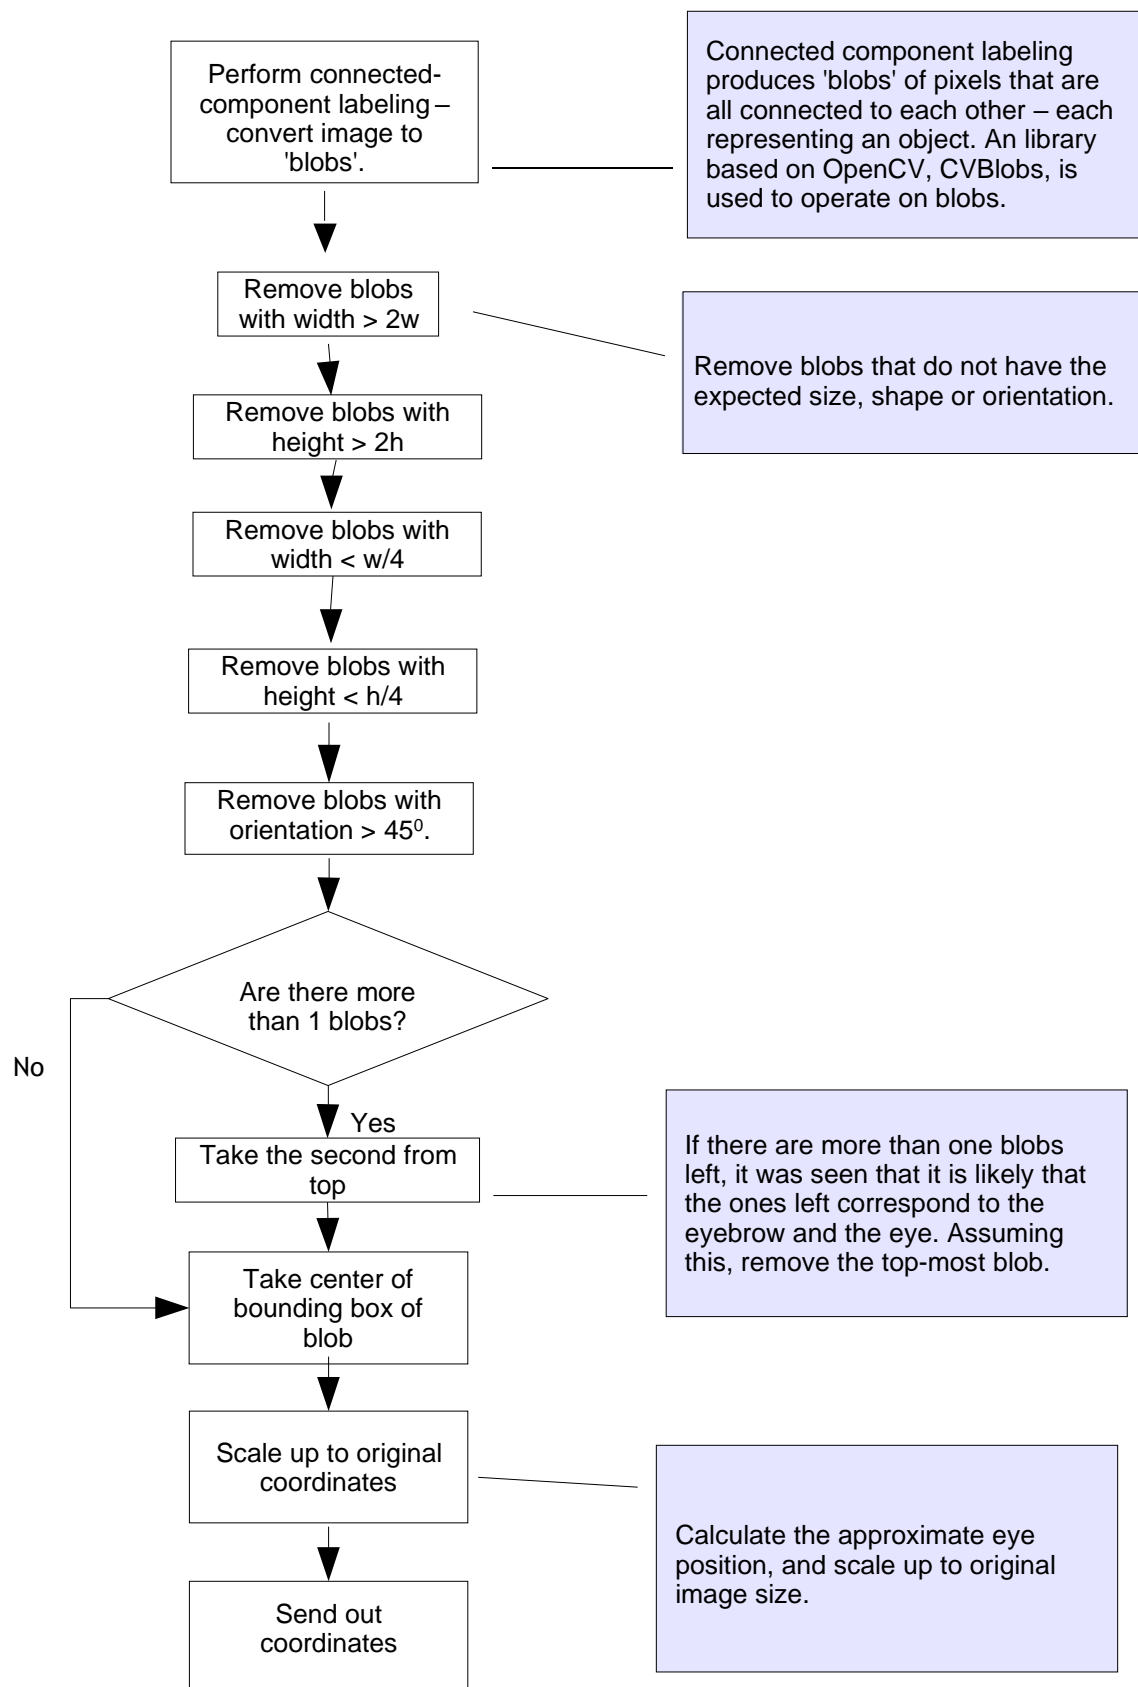 Perform connected-
component labeling –
convert image to
'blobs'.
Connected component labeling
produces 'blobs' of pixels that are
all connected to each other – each
representing an object. An library
based on OpenCV, CVBlobs, is
used to operate on blobs.
Remove blobs
with width > 2w
Remove blobs that do not have the
expected size, shape or orientation.
Remove blobs with
height > 2h
Remove blobs with
width < w/4
Remove blobs with
height < h/4
Remove blobs with
orientation > 45⁰.
Are there more
than 1 blobs?
No
Yes
Take the second from
top
If there are more than one blobs
left, it was seen that it is likely that
the ones left correspond to the
eyebrow and the eye. Assuming
this, remove the top-most blob.
Take center of
bounding box of
blob
Scale up to original
coordinates
Calculate the approximate eye
position, and scale up to original
image size.
Send out
coordinates